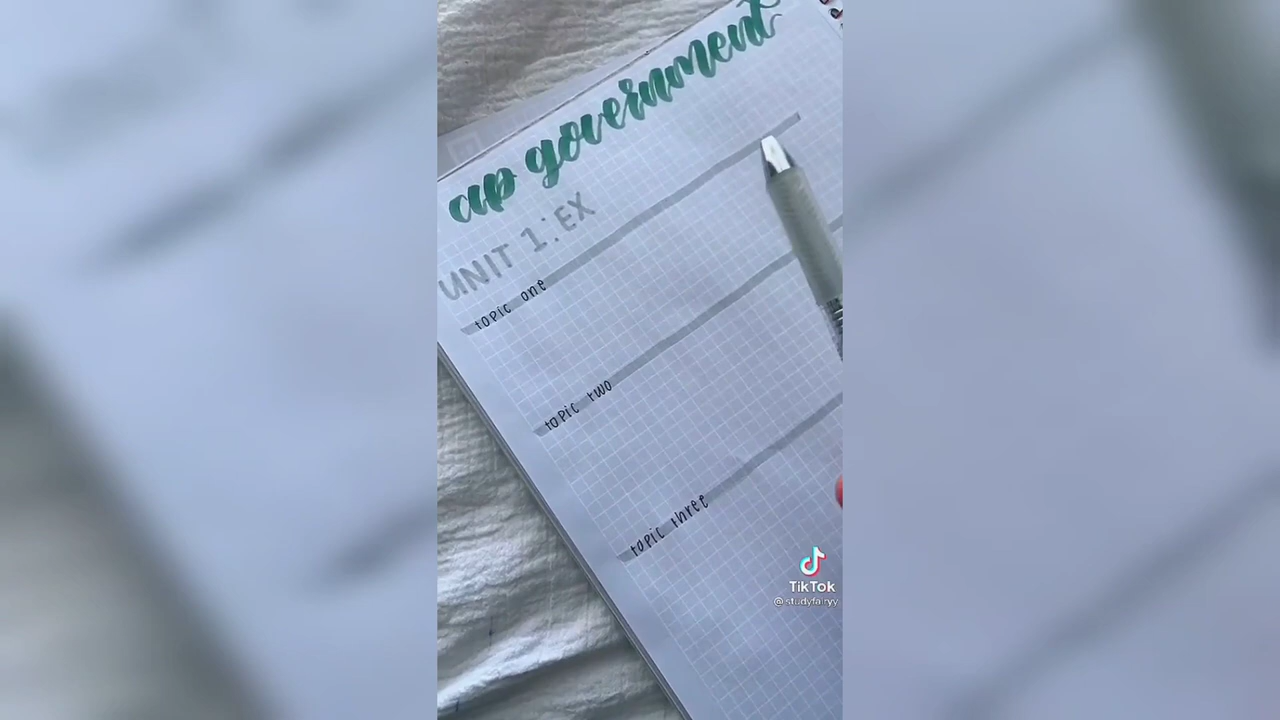 ap government
UNIT 1: EX
topic one
topic two
topic three
TikTok
@studyfairyy